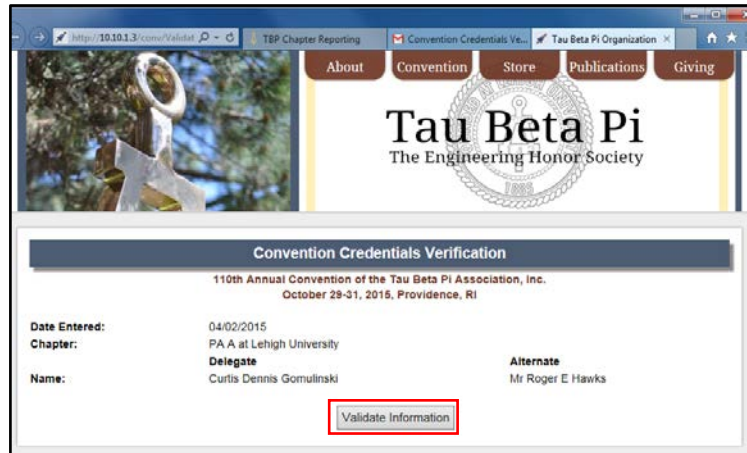 http://10.10.1.3/conv/Validat
TBP Chapter Reporting
Convention Credentials Ve...
Tau Beta Pi Organization
About
Convention
Store
Publications
Giving
Tau Beta Pi
The Engineering Honor Society
1885
Convention Credentials Verification
110th Annual Convention of the Tau Beta Pi Association, Inc.
October 29-31, 2015, Providence, RI
Date Entered: 04/02/2015
Chapter: PA A at Lehigh University
Delegate Alternate
Name: Curtis Dennis Gomulinski Mr Roger E Hawks
Validate Information